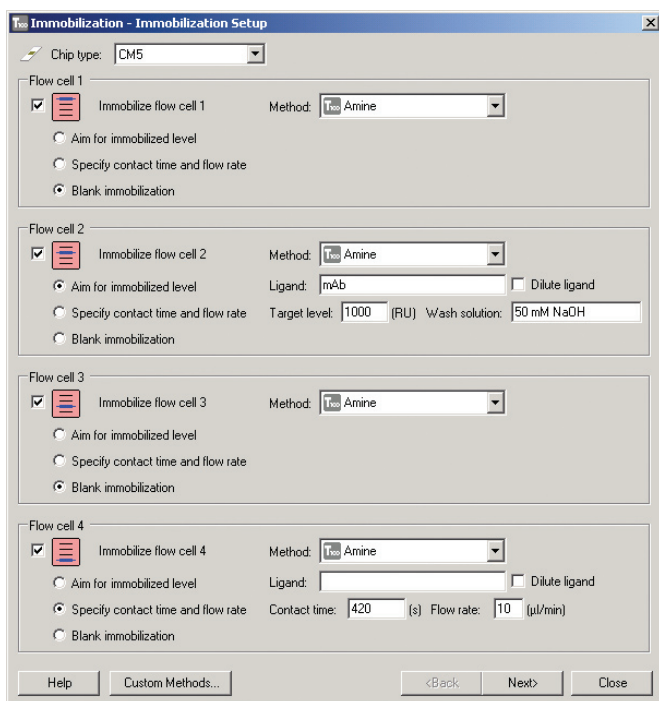 T100 Immobilization - Immobilization Setup
Chip type: CM5
Flow cell 1
Immobilize flow cell 1 Method: T100 Amine
Aim for immobilized level
Specify contact time and flow rate
Blank immobilization
Flow cell 2
Immobilize flow cell 2 Method: T100 Amine
Aim for immobilized level Ligand: mAb Dilute ligand
Specify contact time and flow rate Target level: 1000 (RU) Wash solution: 50 mM NaOH
Blank immobilization
Flow cell 3
Immobilize flow cell 3 Method: T100 Amine
Aim for immobilized level
Specify contact time and flow rate
Blank immobilization
Flow cell 4
Immobilize flow cell 4 Method: T100 Amine
Aim for immobilized level Ligand: Dilute ligand
Specify contact time and flow rate Contact time: 420 (s) Flow rate: 10 (µl/min)
Blank immobilization
Help Custom Methods... <Back Next> Close